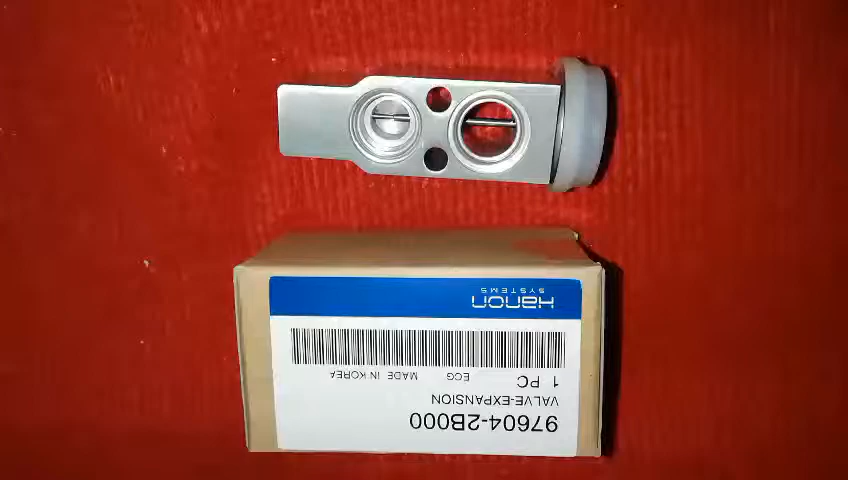 97604-2B000
VALVE-EXPANSION
1 PC
ECG MADE IN KOREA
Hanon
SYSTEMS